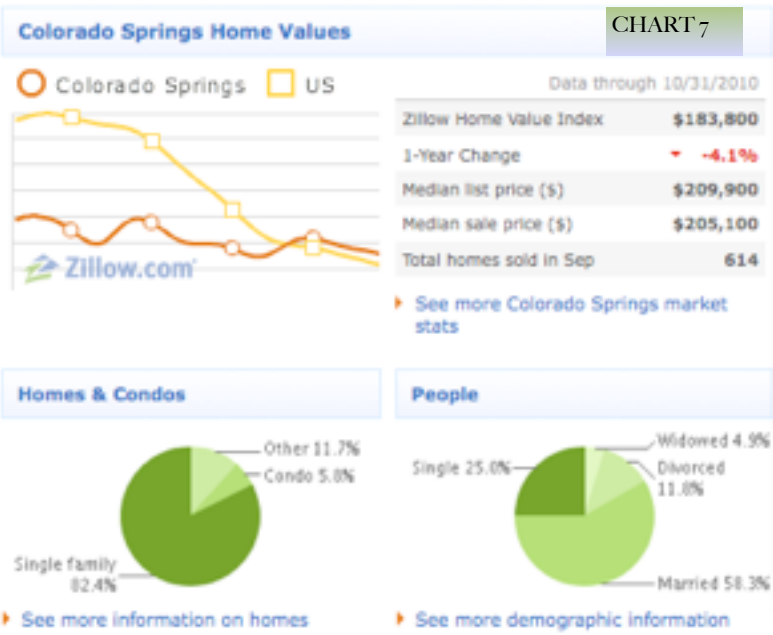 Colorado Springs Home Values
CHART 7
Colorado Springs US
Data through 10/31/2010
Zillow Home Value Index $183,800
1-Year Change -4.1%
Median list price ($) $209,900
Median sale price ($) $205,100
Total homes sold in Sep 614
Zillow.com
See more Colorado Springs market
stats
Homes & Condos
People
Other 11.7%
Condo 5.8%
Single family
82.4%
Widowed 4.9%
Single 25.0%
Divorced
11.8%
Married 58.3%
See more information on homes
See more demographic information